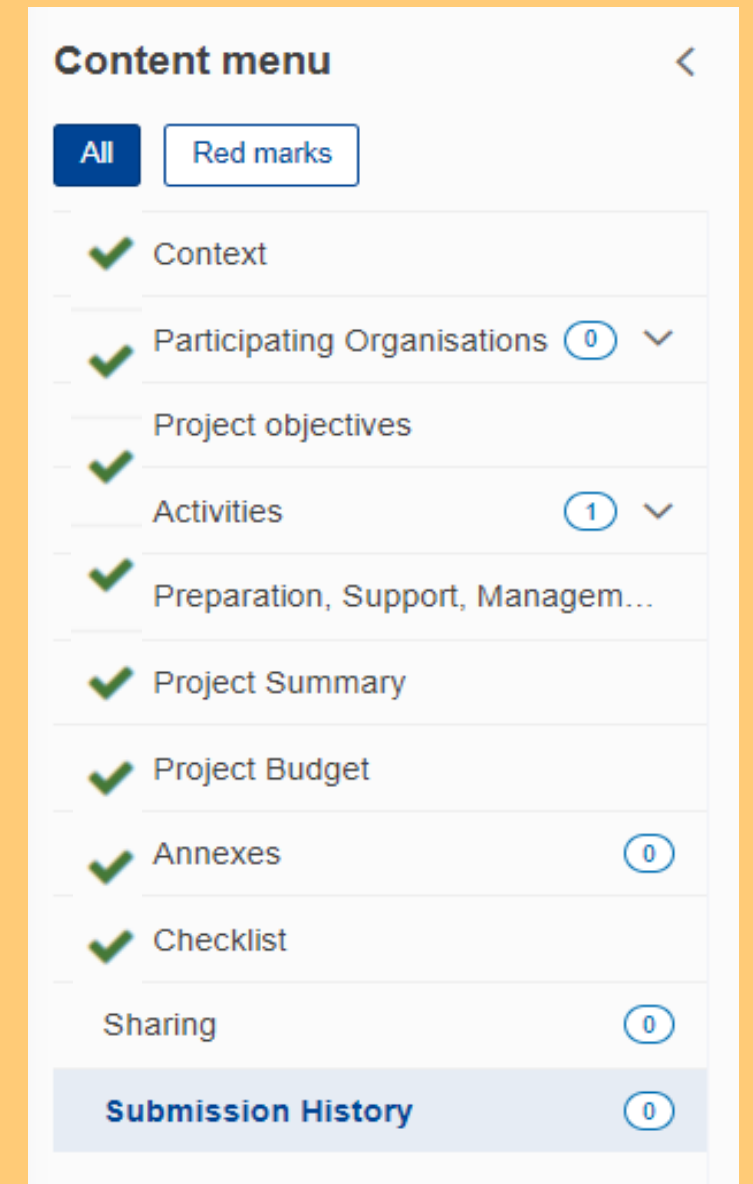 Content menu
All Red marks
Context
Participating Organisations 0
Project objectives
Activities 1
Preparation, Support, Managem...
Project Summary
Project Budget
Annexes 0
Checklist
Sharing 0
Submission History 0